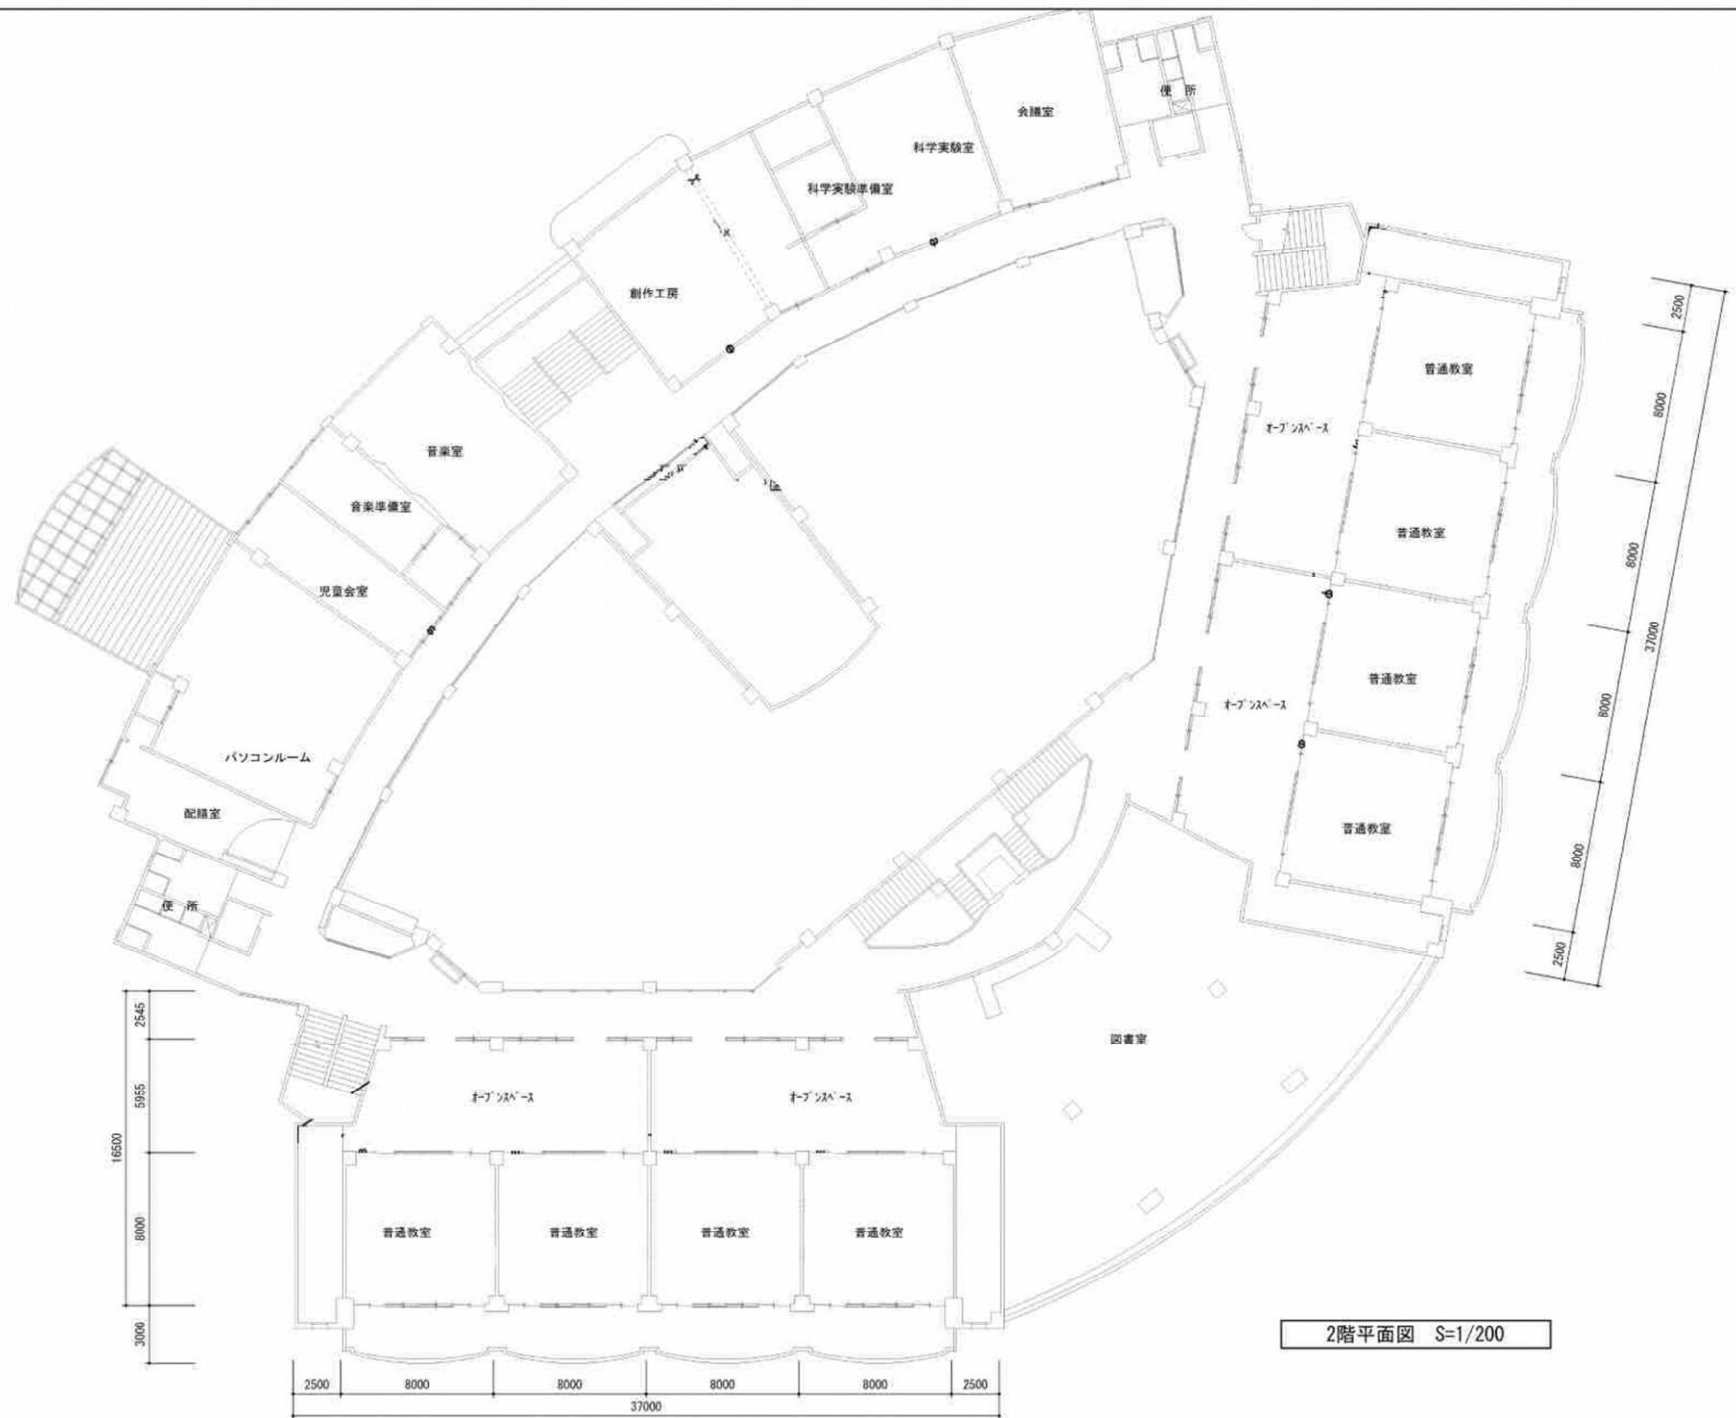 便 所
会議室
科学実験室
科学実験準備室
創作工房
音楽室
音楽準備室
児童会室
パソコンルーム
配膳室
便 所
普通教室
オープンスペース
普通教室
普通教室
オープンスペース
普通教室
2500
8000
8000
8000
8000
2500
37000
図書室
オープンスペース
オープンスペース
普通教室
普通教室
普通教室
普通教室
2545
5955
8000
16500
3000
2500
8000
8000
8000
8000
2500
37000
2階平面図 S=1/200